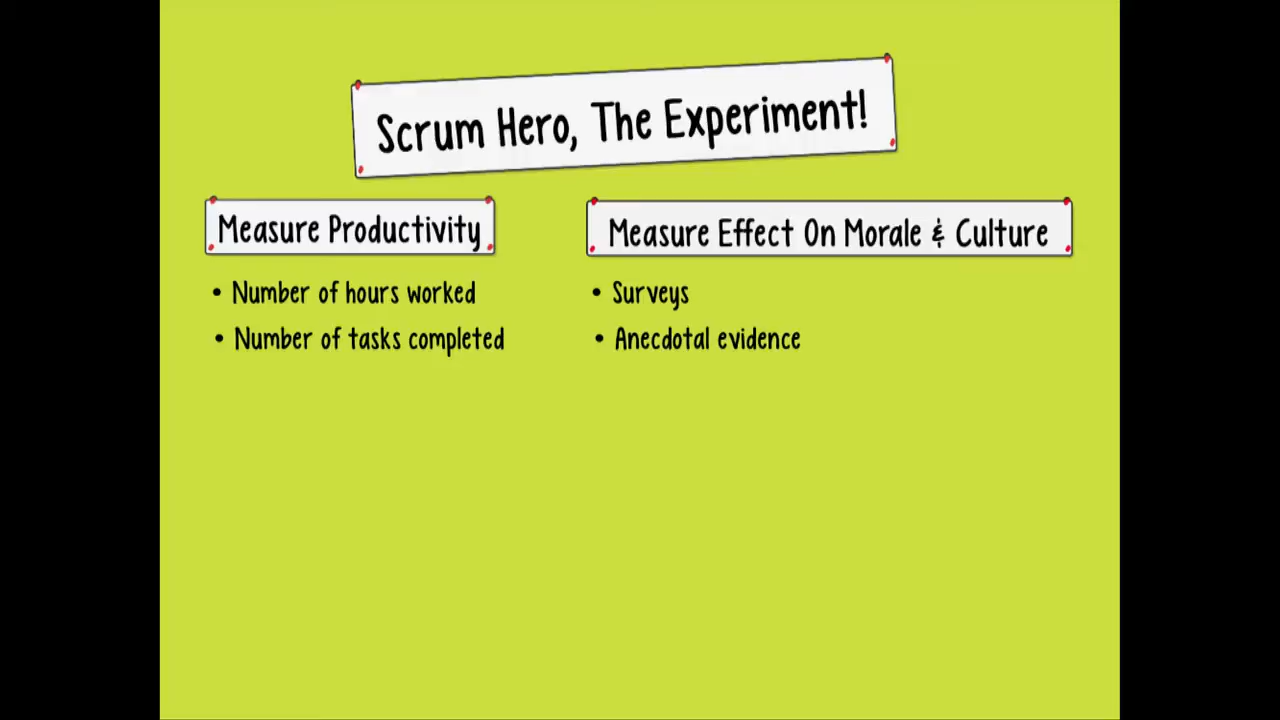 Scrum Hero, The Experiment!
Measure Productivity
• Number of hours worked
• Number of tasks completed
Measure Effect On Morale & Culture
• Surveys
• Anecdotal evidence